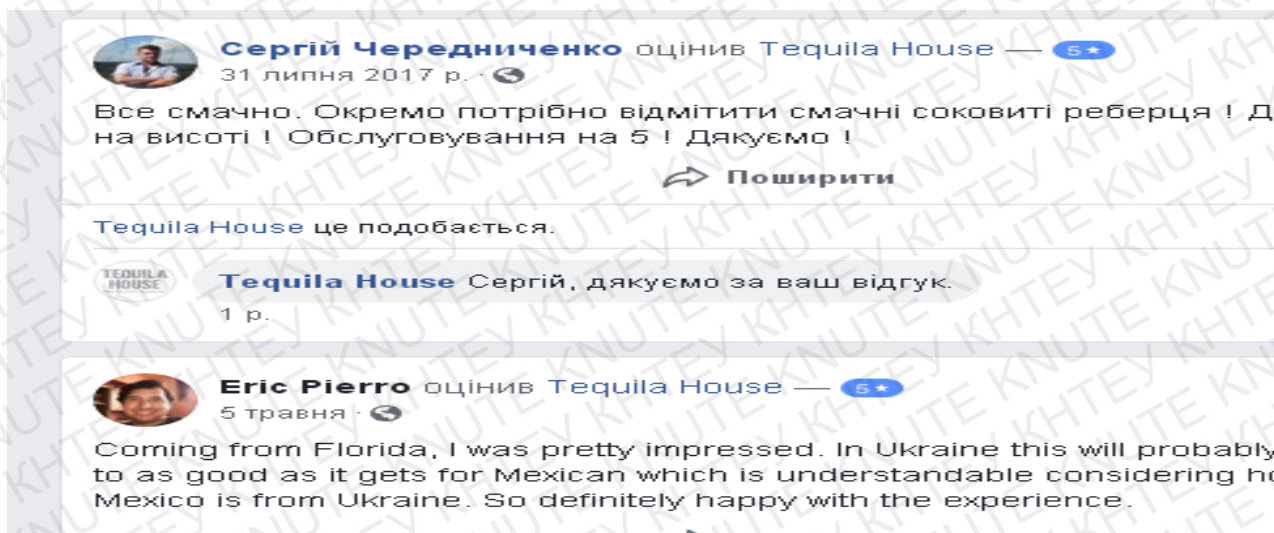 Сергій Чередниченко оцінив Tequila House — 5★
31 липня 2017 р. ·
Все смачно. Окремо потрібно відмітити смачні соковиті реберця ! Д
на висоті ! Обслуговування на 5 ! Дякуємо !
Поширити
Tequila House це подобається.
TEQUILA
HOUSE
Tequila House Сергій, дякуємо за ваш відгук.
1 р.
Eric Pierro оцінив Tequila House — 5★
5 травня ·
Coming from Florida, I was pretty impressed. In Ukraine this will probably
to as good as it gets for Mexican which is understandable considering ho
Mexico is from Ukraine. So definitely happy with the experience.